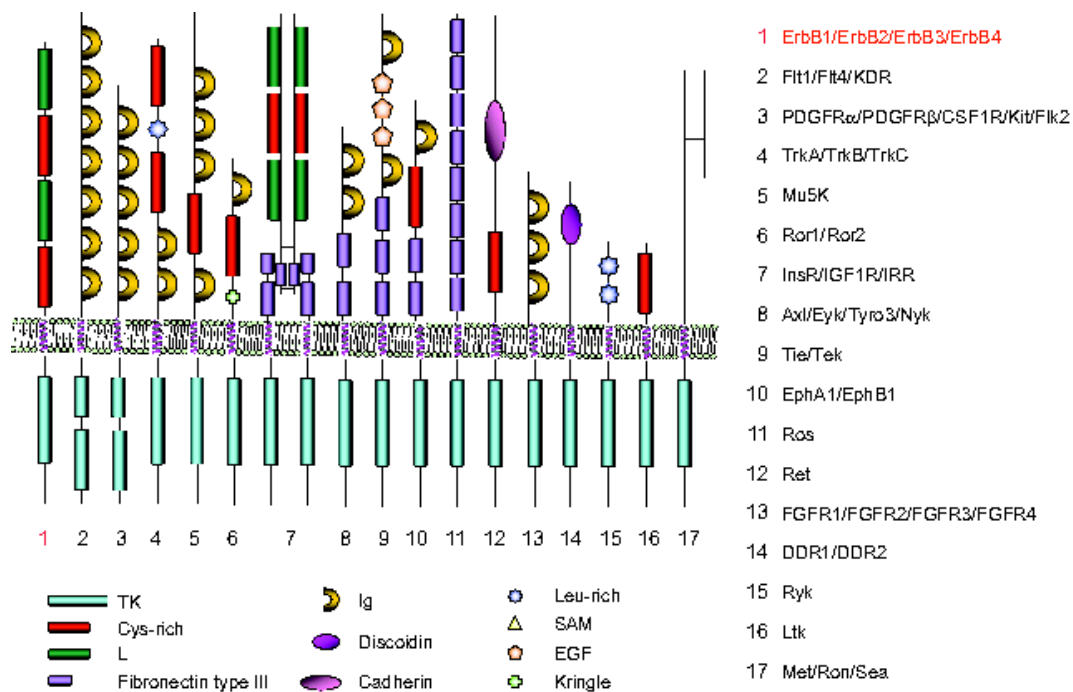 1 ErbB1/ErbB2/ErbB3/ErbB4
2 Flt1/Flt4/KDR
3 PDGFRα/PDGFRβ/CSF1R/Kit/Flk2
4 TrkA/TrkB/TrkC
5 Mu5K
6 Ror1/Ror2
7 InsR/IGF1R/IRR
8 Axl/Eyk/Tyro3/Nyk
9 Tie/Tek
10 EphA1/EphB1
11 Ros
12 Ret
13 FGFR1/FGFR2/FGFR3/FGFR4
14 DDR1/DDR2
15 Ryk
16 Ltk
17 Met/Ron/Sea
1 2 3 4 5 6 7 8 9 10 11 12 13 14 15 16 17
TK
Cys-rich
L
Fibronectin type III
Ig
Discoidin
Cadherin
Leu-rich
SAM
EGF
Kringle